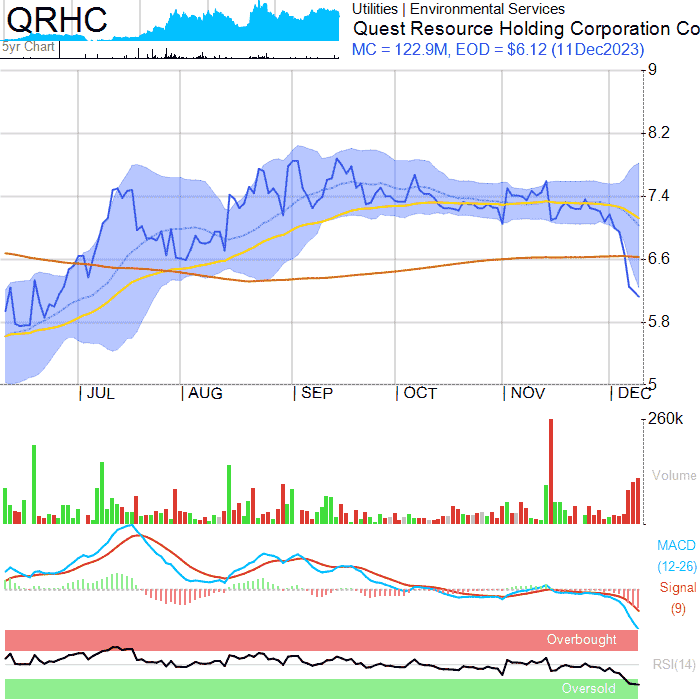 QRHC
5yr Chart
Utilities | Environmental Services
Quest Resource Holding Corporation Co
MC = 122.9M, EOD = $6.12 (11Dec2023)
9
8.2
7.4
6.6
5.8
5
JUL AUG SEP OCT NOV DEC
260k
Volume
MACD
(12-26)
Signal
(9)
Overbought
RSI(14)
Oversold